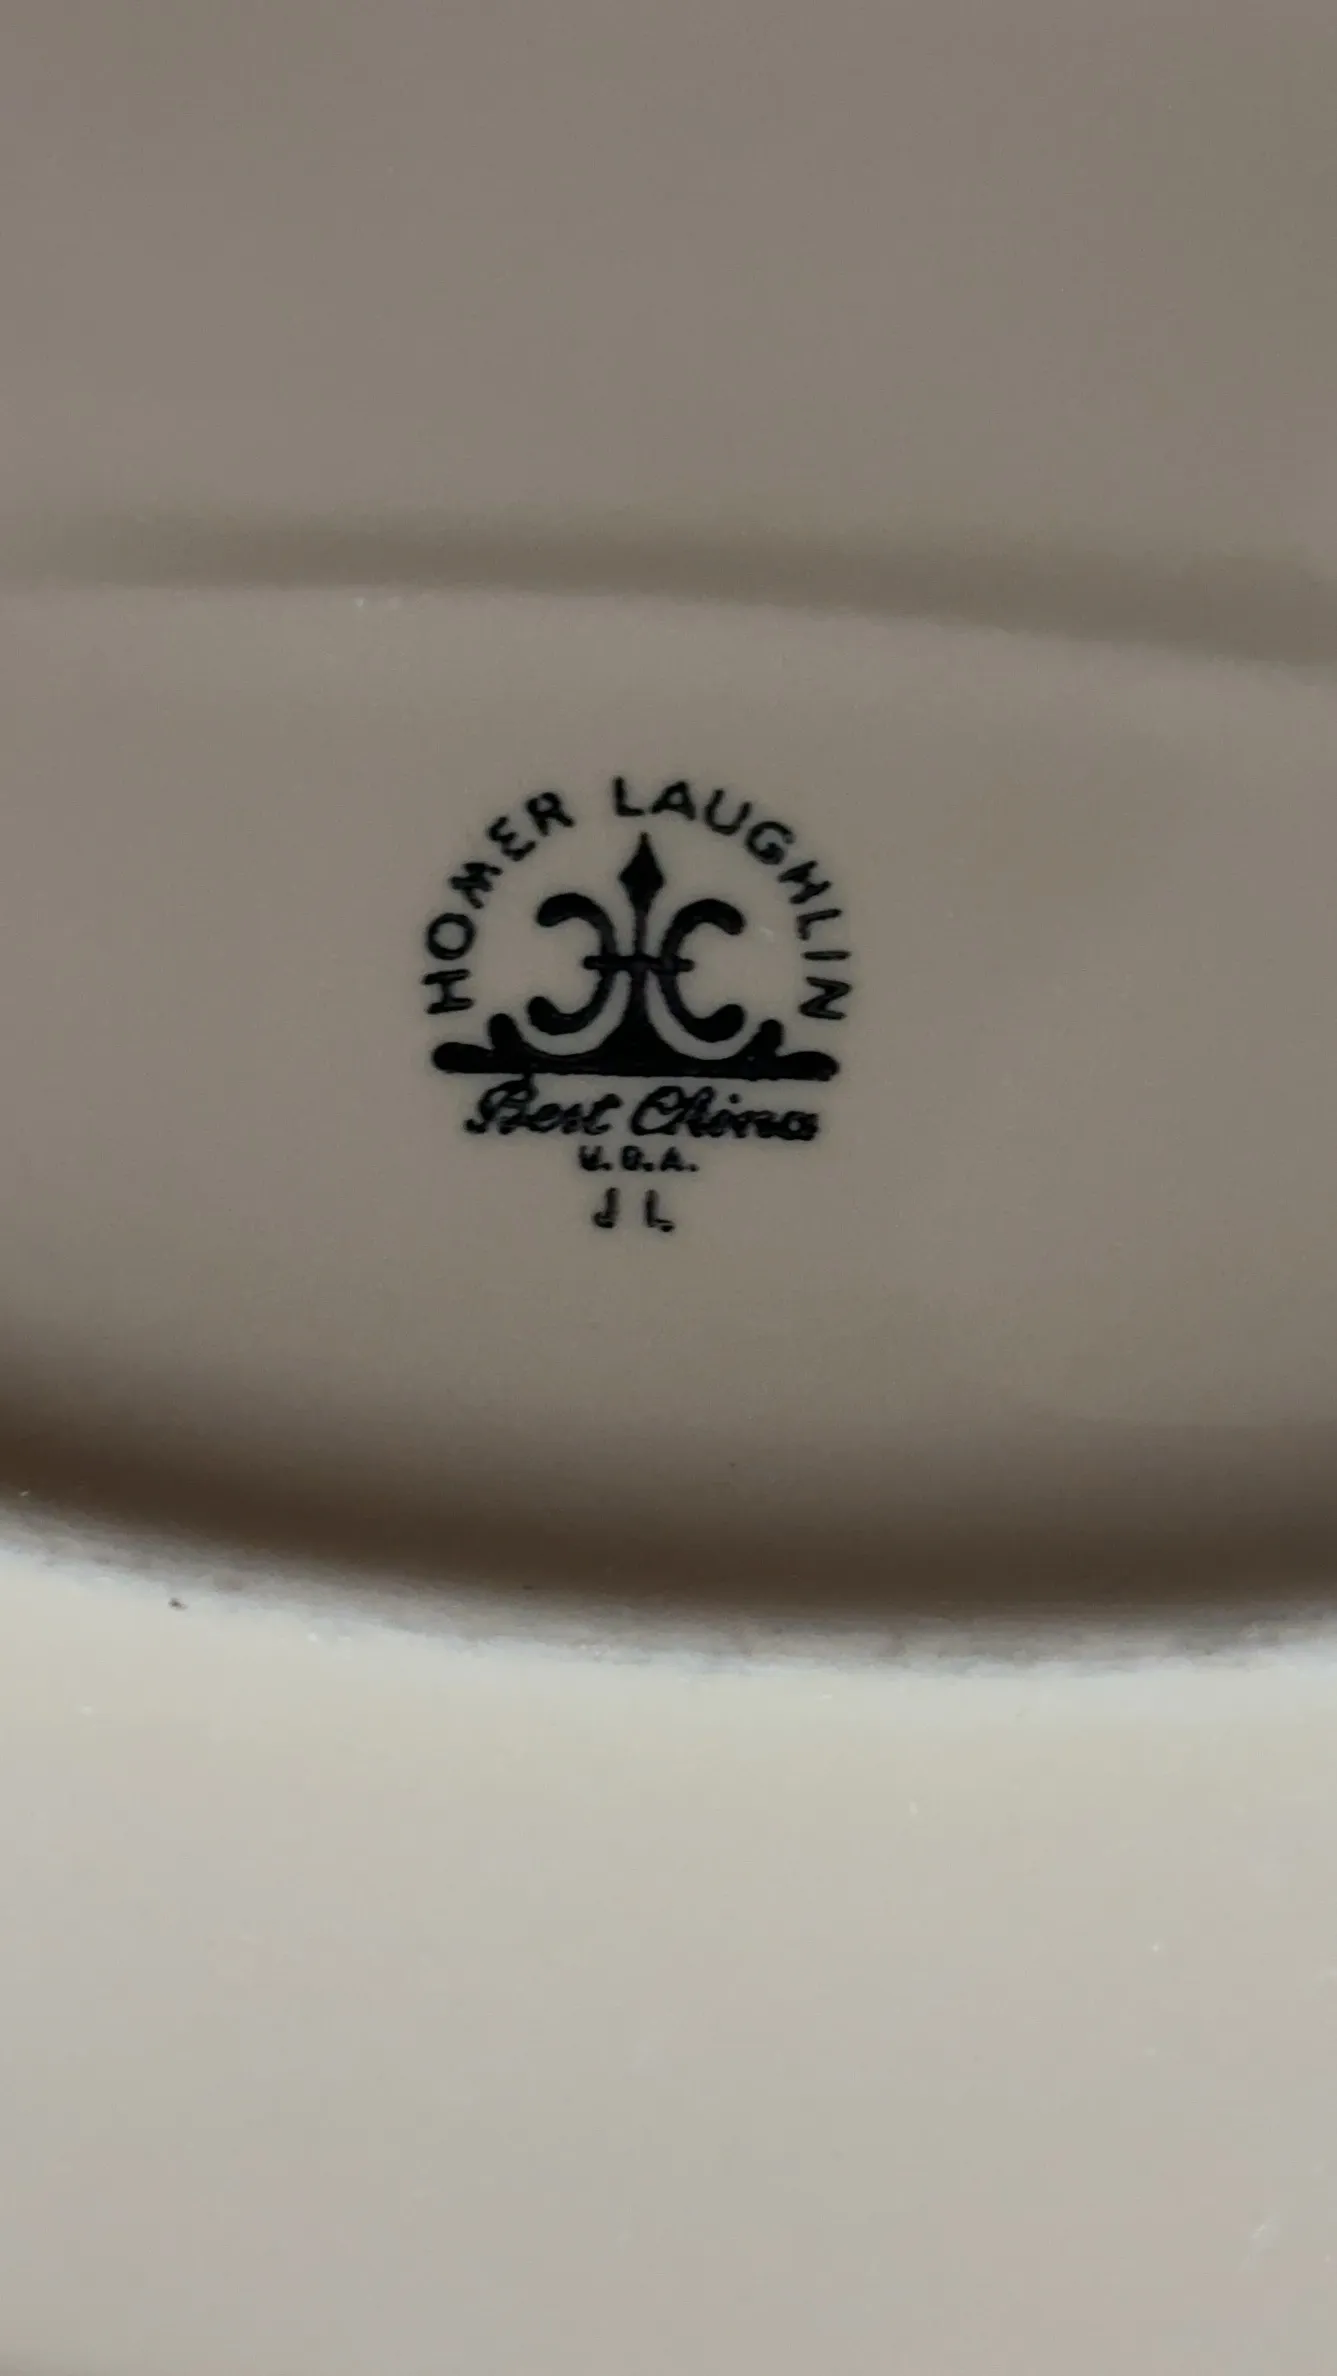 HOMER LAUGHLIN
Best China
U.S.A.
J L